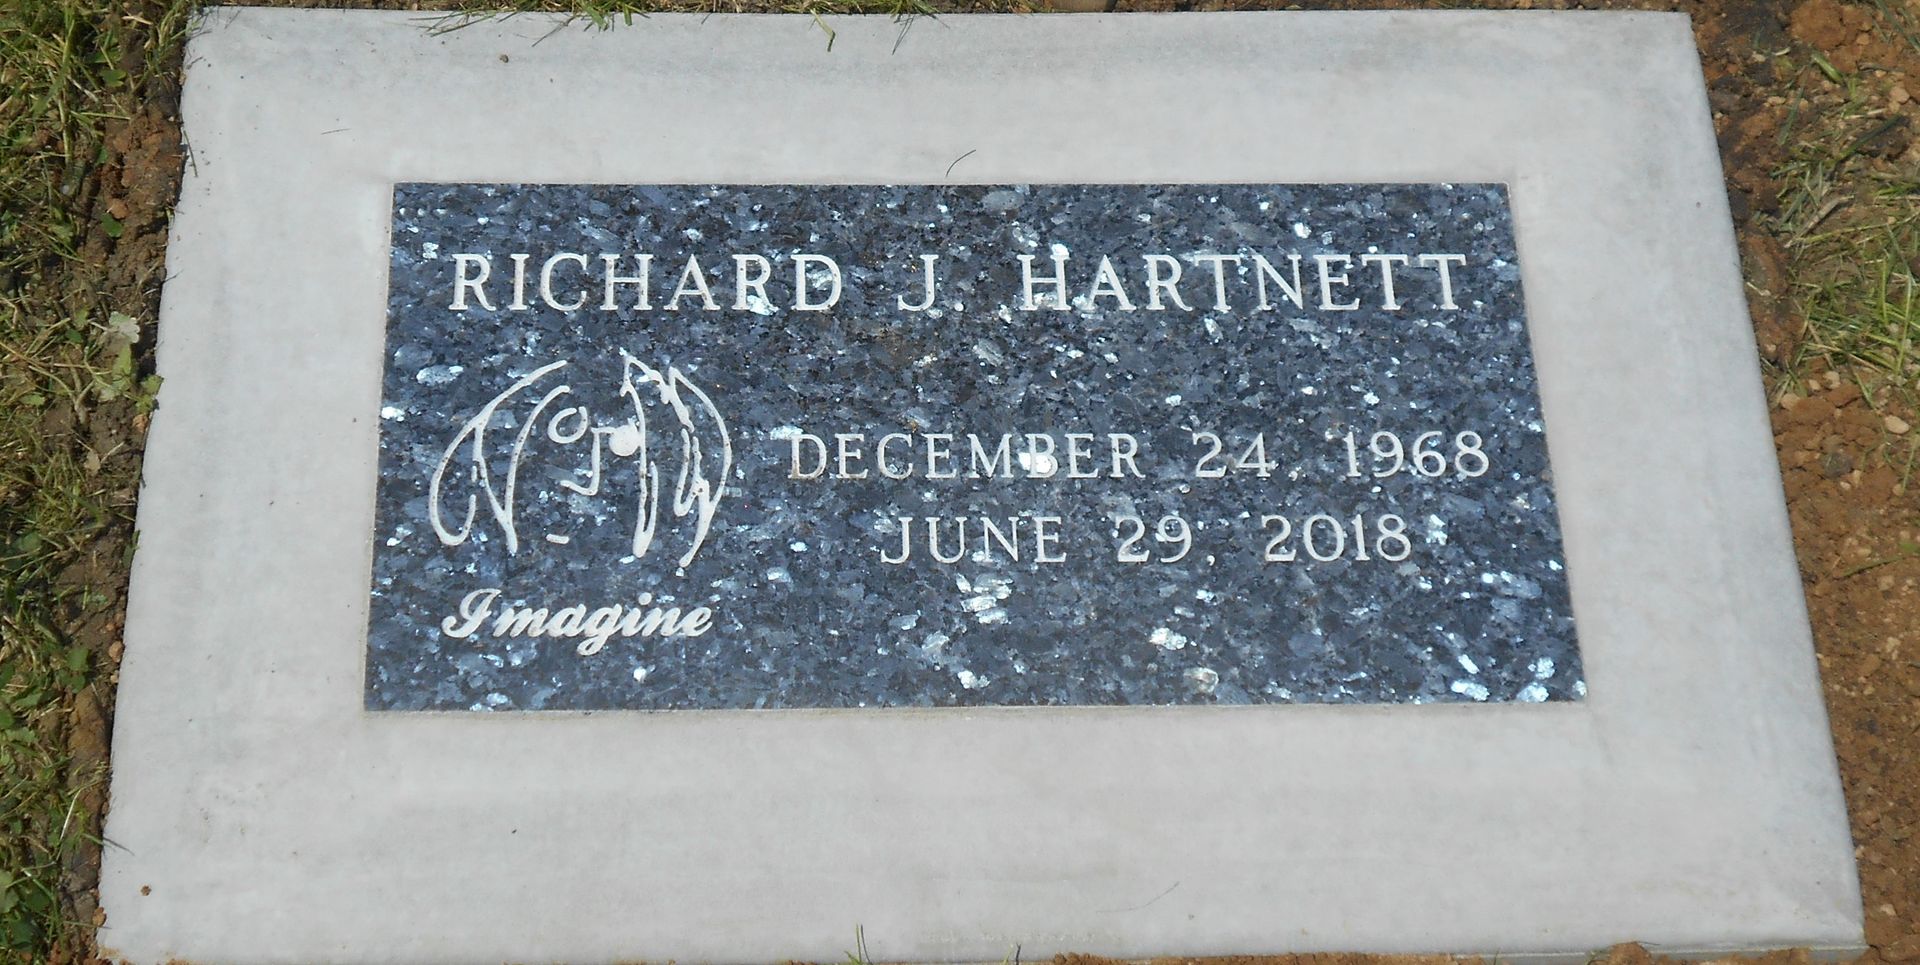 RICHARD J. HARTNETT
DECEMBER 24, 1968
JUNE 29, 2018
Imagine